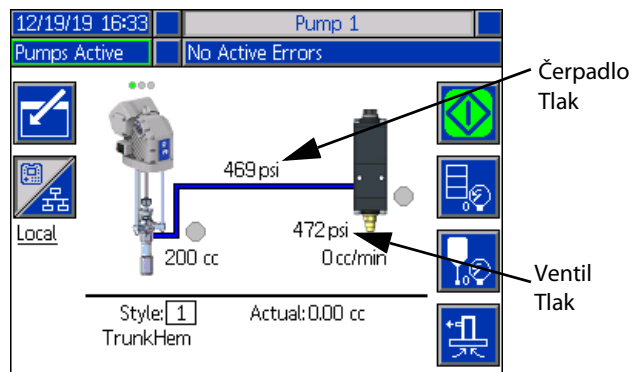 12/19/19 16:33
Pump 1
Pumps Active
No Active Errors
Čerpadlo
Tlak
469 psi
Local
472 psi
200 cc
0 cc/min
Ventil
Tlak
Style: 1
Actual: 0.00 cc
TrunkHem